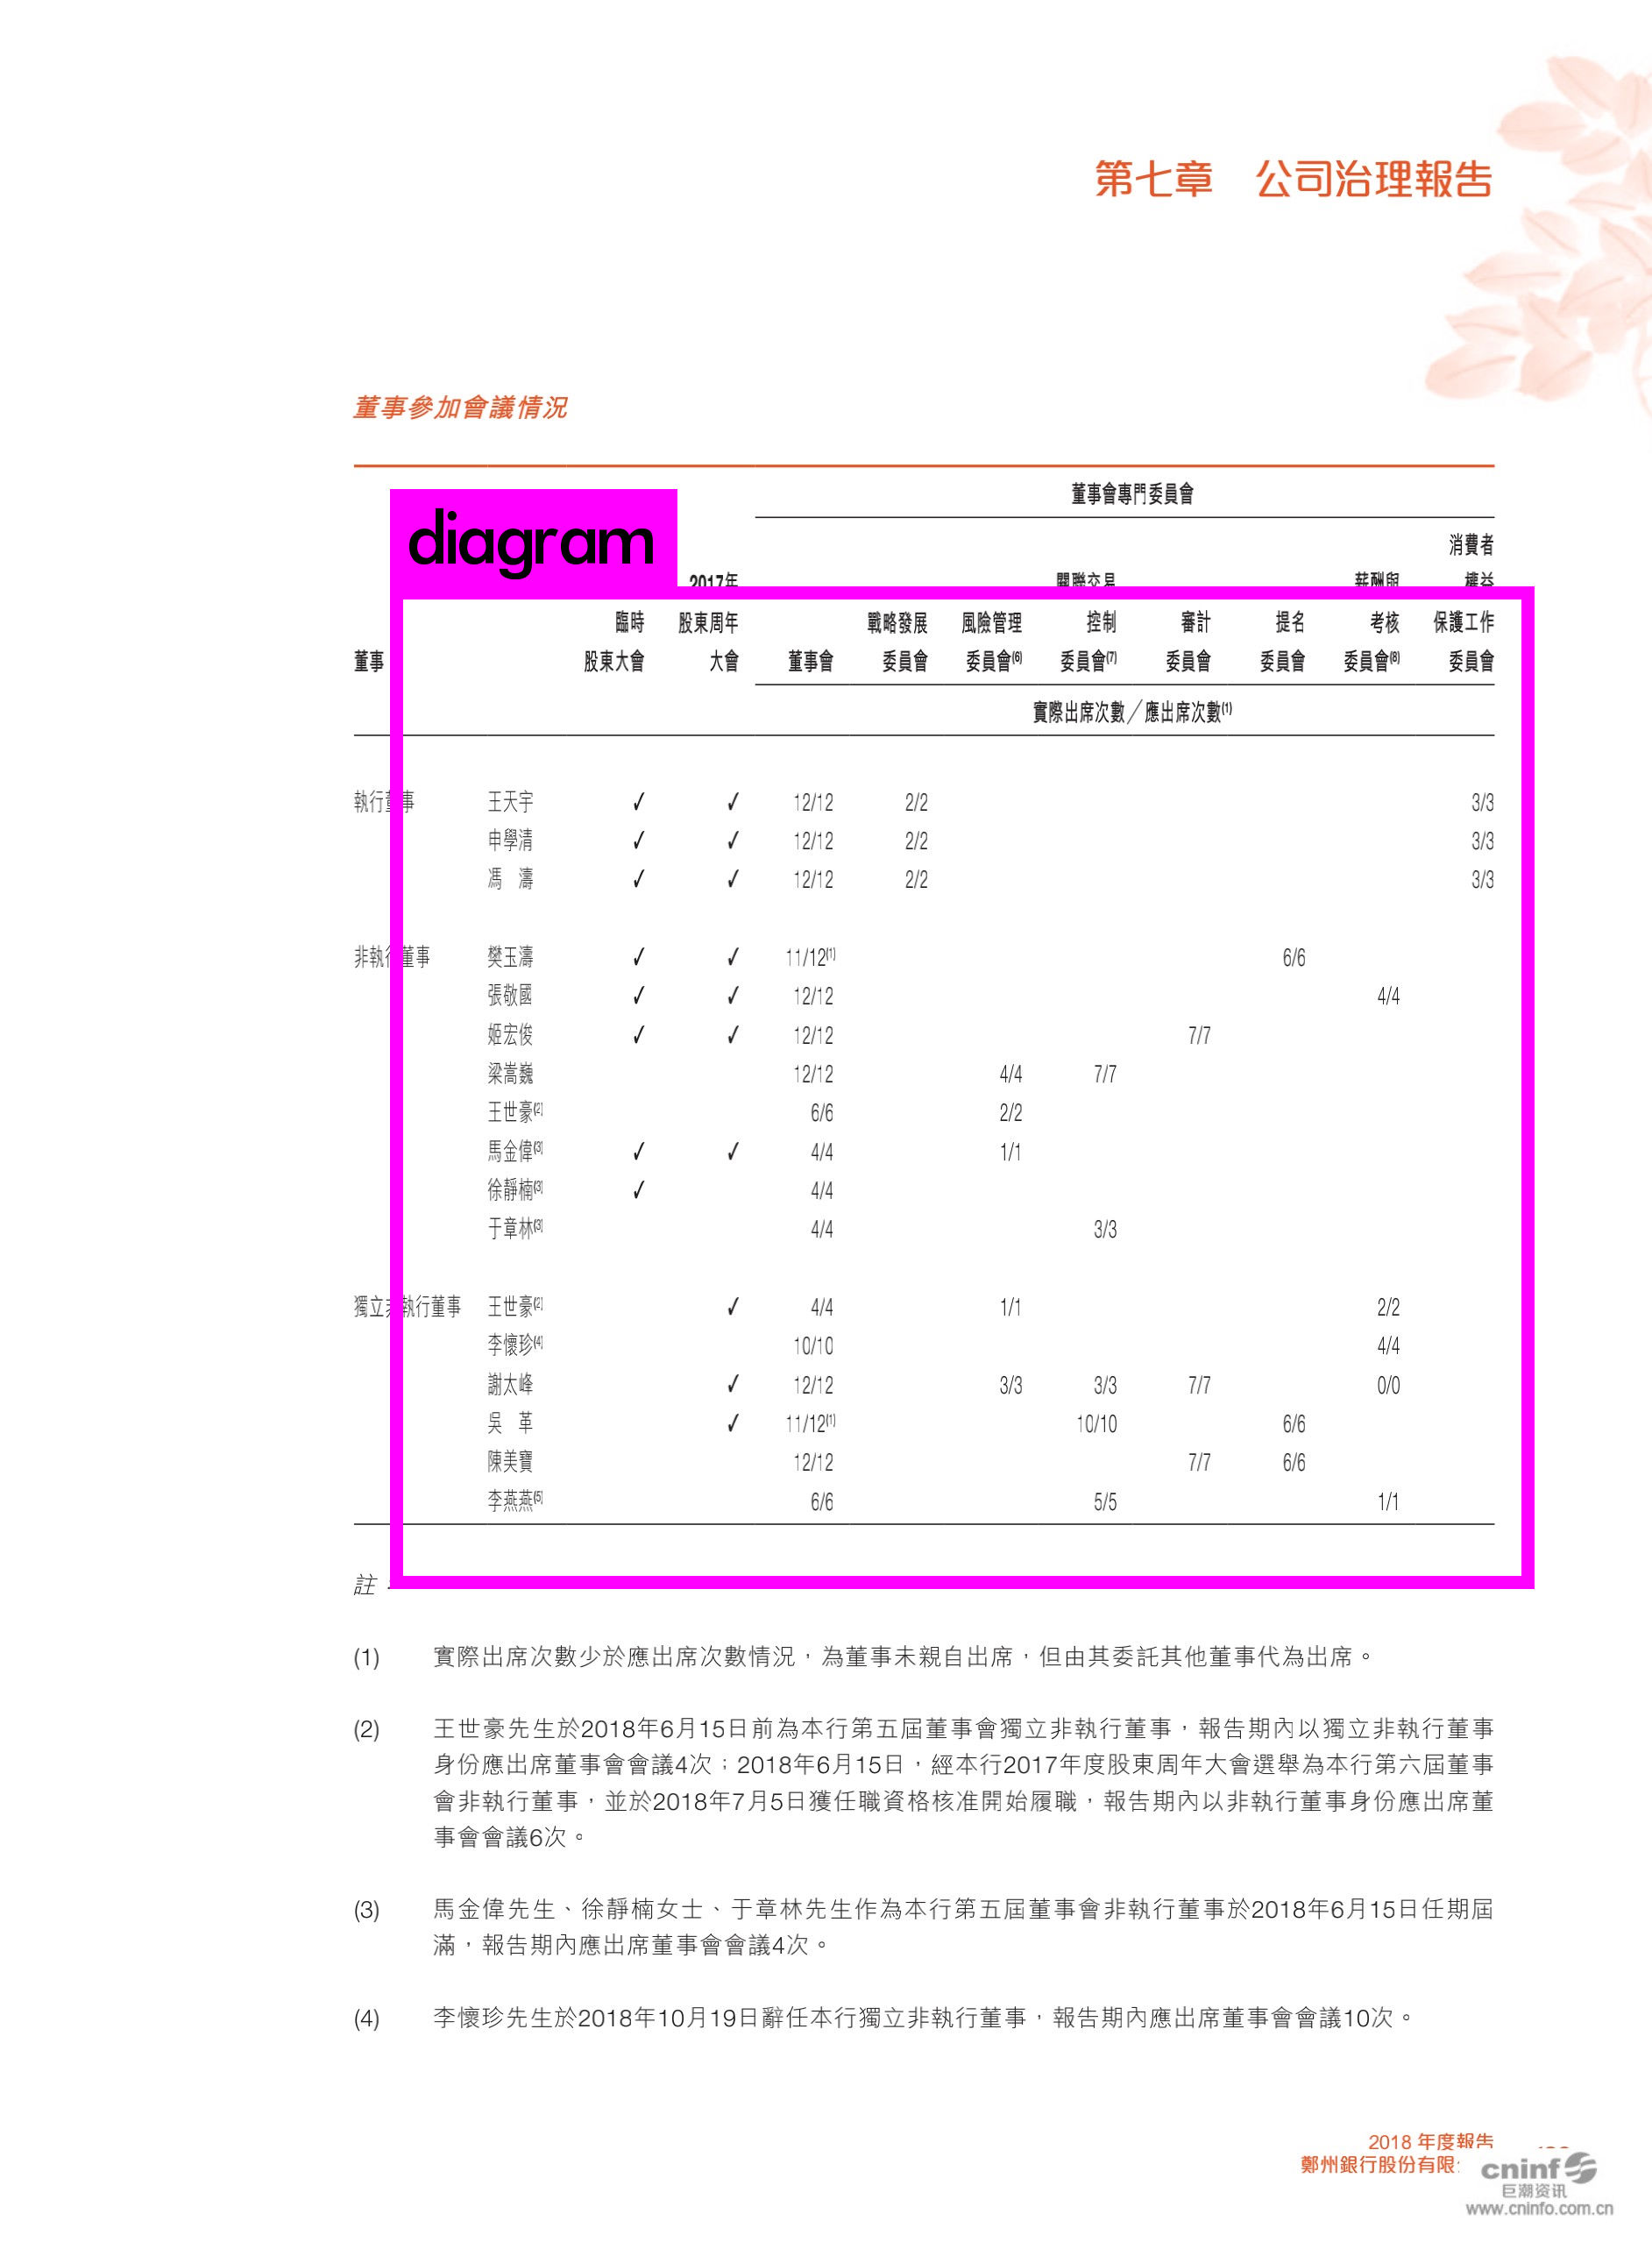 第七章　公司治理報告
董事參加會議情況
董事會專門委員會
diagram
消費者
2017年 關聯交易 薪酬與 權益
臨時 股東周年 戰略發展 風險管理 控制 審計 提名 考核 保護工作
董事 股東大會 大會 董事會 委員會 委員會(6) 委員會(7) 委員會 委員會 委員會(8) 委員會
實際出席次數／應出席次數(1)
執行董事 王天宇 ✓ ✓ 12/12 2/2 3/3
申學清 ✓ ✓ 12/12 2/2 3/3
馮　濤 ✓ ✓ 12/12 2/2 3/3
非執行董事 樊玉濤 ✓ ✓ 11/12(1) 6/6
張敬國 ✓ ✓ 12/12 4/4
姬宏俊 ✓ ✓ 12/12 7/7
梁嵩巍 12/12 4/4 7/7
王世豪(2) 6/6 2/2
馬金偉(3) ✓ ✓ 4/4 1/1
徐靜楠(3) ✓ 4/4
于章林(3) 4/4 3/3
獨立非執行董事 王世豪(2) ✓ 4/4 1/1 2/2
李懷珍(4) 10/10 4/4
謝太峰 ✓ 12/12 3/3 3/3 7/7 0/0
吳　革 ✓ 11/12(1) 10/10 6/6
陳美寶 12/12 7/7 6/6
李燕燕(5) 6/6 5/5 1/1
註
(1) 實際出席次數少於應出席次數情況，為董事未親自出席，但由其委託其他董事代為出席。
(2) 王世豪先生於2018年6月15日前為本行第五屆董事會獨立非執行董事，報告期內以獨立非執行董事
身份應出席董事會會議4次；2018年6月15日，經本行2017年度股東周年大會選舉為本行第六屆董事
會非執行董事，並於2018年7月5日獲任職資格核准開始履職，報告期內以非執行董事身份應出席董
事會會議6次。
(3) 馬金偉先生、徐靜楠女士、于章林先生作為本行第五屆董事會非執行董事於2018年6月15日任期屆
滿，報告期內應出席董事會會議4次。
(4) 李懷珍先生於2018年10月19日辭任本行獨立非執行董事，報告期內應出席董事會會議10次。
2018 年度報告
鄭州銀行股份有限
cninf
巨潮资讯
www.cninfo.com.cn